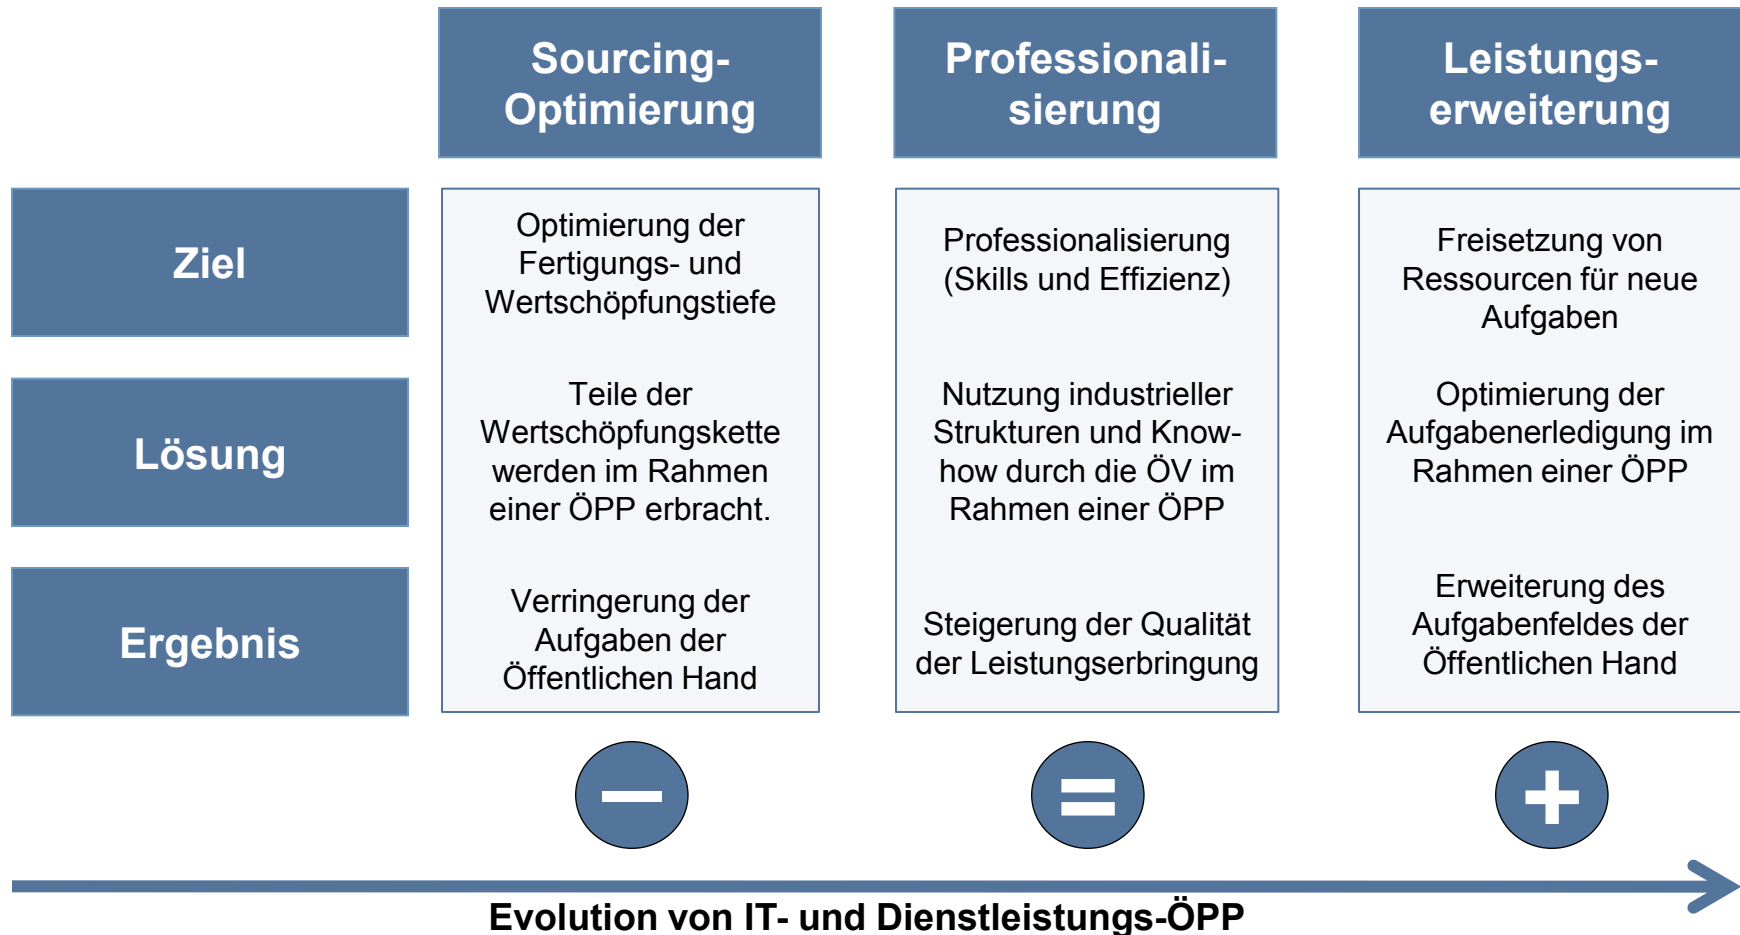 Sourcing-
Optimierung
Professionali-
sierung
Leistungs-
erweiterung
Ziel
Optimierung der
Fertigungs- und
Wertschöpfungstiefe
Professionalisierung
(Skills und Effizienz)
Freisetzung von
Ressourcen für neue
Aufgaben
Lösung
Teile der
Wertschöpfungskette
werden im Rahmen
einer ÖPP erbracht.
Nutzung industrieller
Strukturen und Know-
how durch die ÖV im
Rahmen einer ÖPP
Optimierung der
Aufgabenerledigung im
Rahmen einer ÖPP
Ergebnis
Verringerung der
Aufgaben der
Öffentlichen Hand
Steigerung der Qualität
der Leistungserbringung
Erweiterung des
Aufgabenfeldes der
Öffentlichen Hand
–
=
+
Evolution von IT- und Dienstleistungs-ÖPP